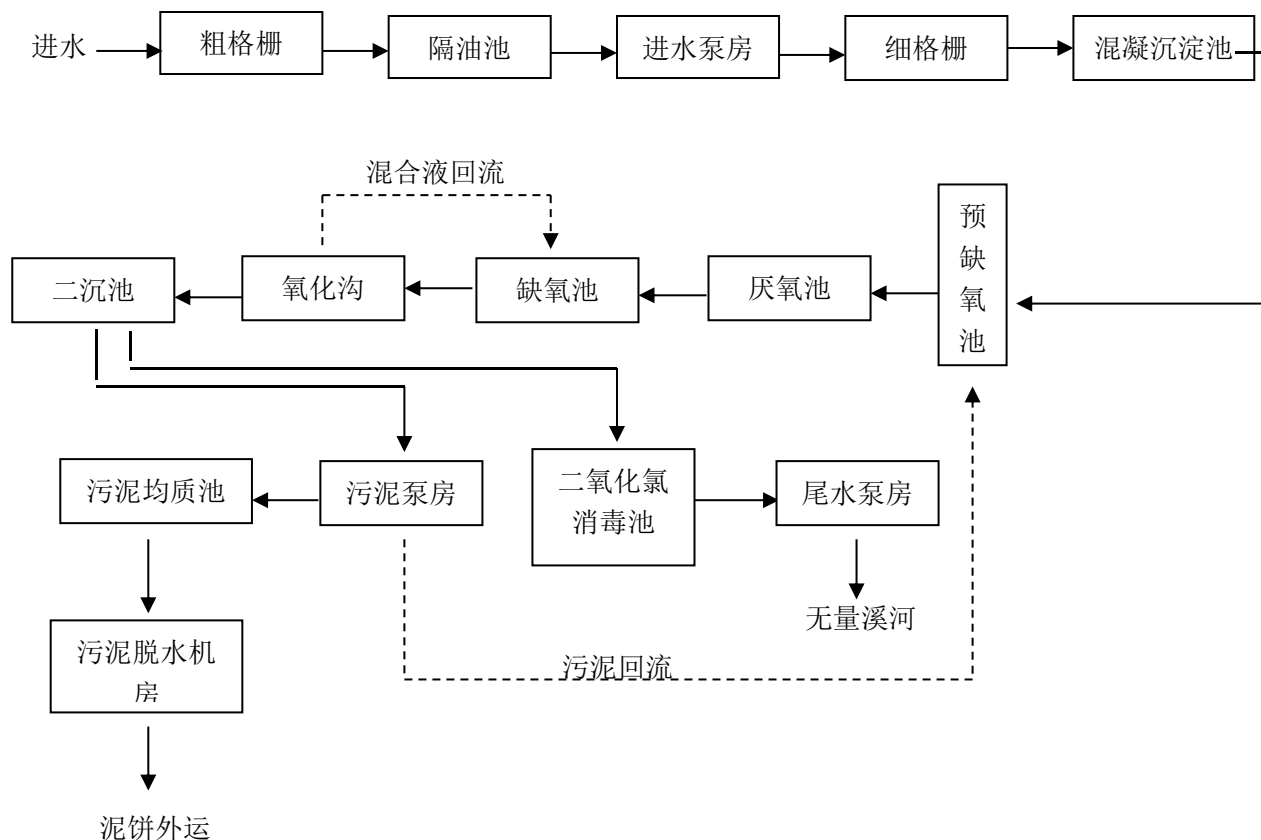 进水
粗格栅
隔油池
进水泵房
细格栅
混凝沉淀池
混合液回流
预
缺
氧
池
二沉池
氧化沟
缺氧池
厌氧池
污泥均质池
污泥泵房
二氧化氯
消毒池
尾水泵房
无量溪河
污泥脱水机
房
污泥回流
泥饼外运